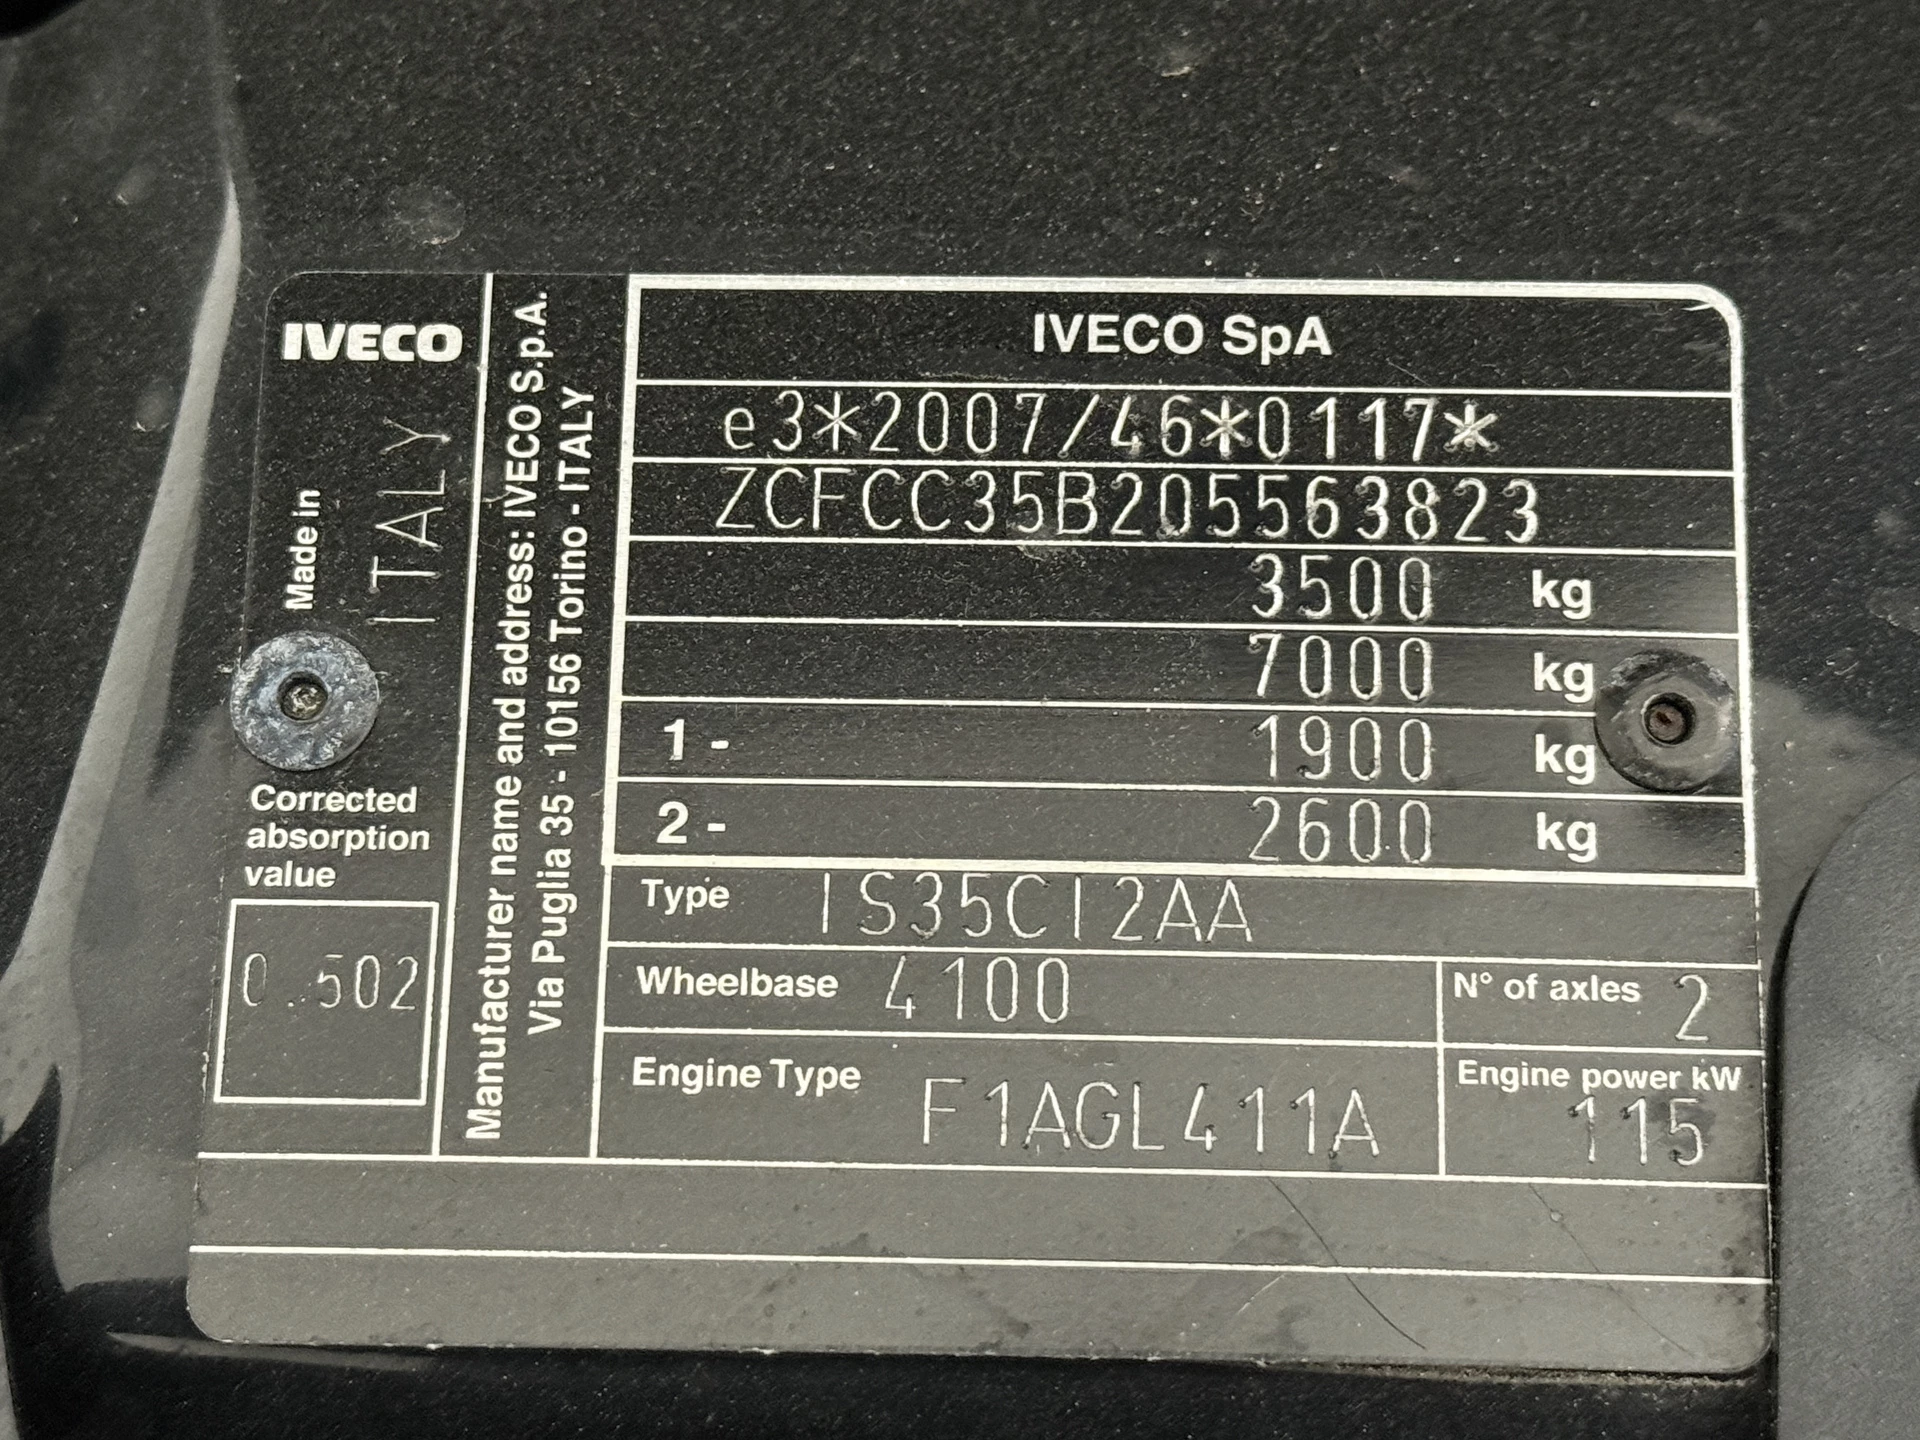 IVECO
Made in
ITALY
Corrected
absorption
value
0.502
Manufacturer name and address: IVECO S.p.A.
Via Puglia 35 - 10156 Torino - ITALY
IVECO SpA
e3*2007/46*0117*
ZCFCC35B205563823
3500 kg
7000 kg
1 - 1900 kg
2 - 2600 kg
Type IS35CI2AA
Wheelbase 4100
N° of axles 2
Engine Type F1AGL411A
Engine power kW
115